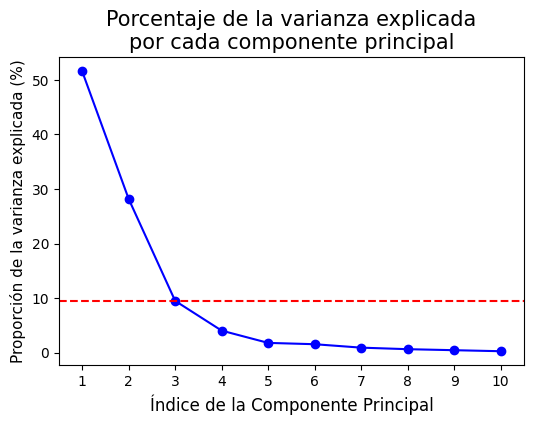 Porcentaje de la varianza explicada
por cada componente principal
Proporción de la varianza explicada (%)
50
40
30
20
10
0
1 2 3 4 5 6 7 8 9 10
Índice de la Componente Principal